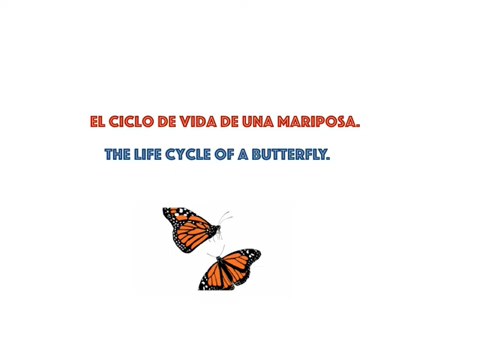 EL CICLO DE VIDA DE UNA MARIPOSA.
THE LIFE CYCLE OF A BUTTERFLY.